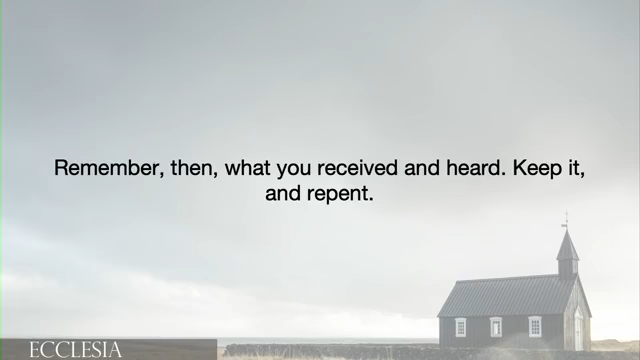 Remember, then, what you received and heard. Keep it,
and repent.
ECCLESIA